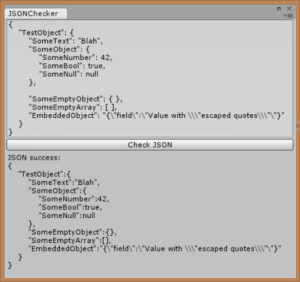 JSONChecker
{
"TestObject": {
"SomeText": "Blah",
"SomeObject": {
"SomeNumber": 42,
"SomeBool": true,
"SomeNull": null
},
"SomeEmptyObject": { },
"SomeEmptyArray": [ ],
"EmbeddedObject": "{\"field\":\"Value with \\\"escaped quotes\\\"\"}"
}
}
Check JSON
JSON success:
{
"TestObject":{
"SomeText":"Blah",
"SomeObject":{
"SomeNumber":42,
"SomeBool":true,
"SomeNull":null
},
"SomeEmptyObject":{},
"SomeEmptyArray":[],
"EmbeddedObject":"{\"field\":\"Value with \\\"escaped quotes\\\"\"}"
}
}